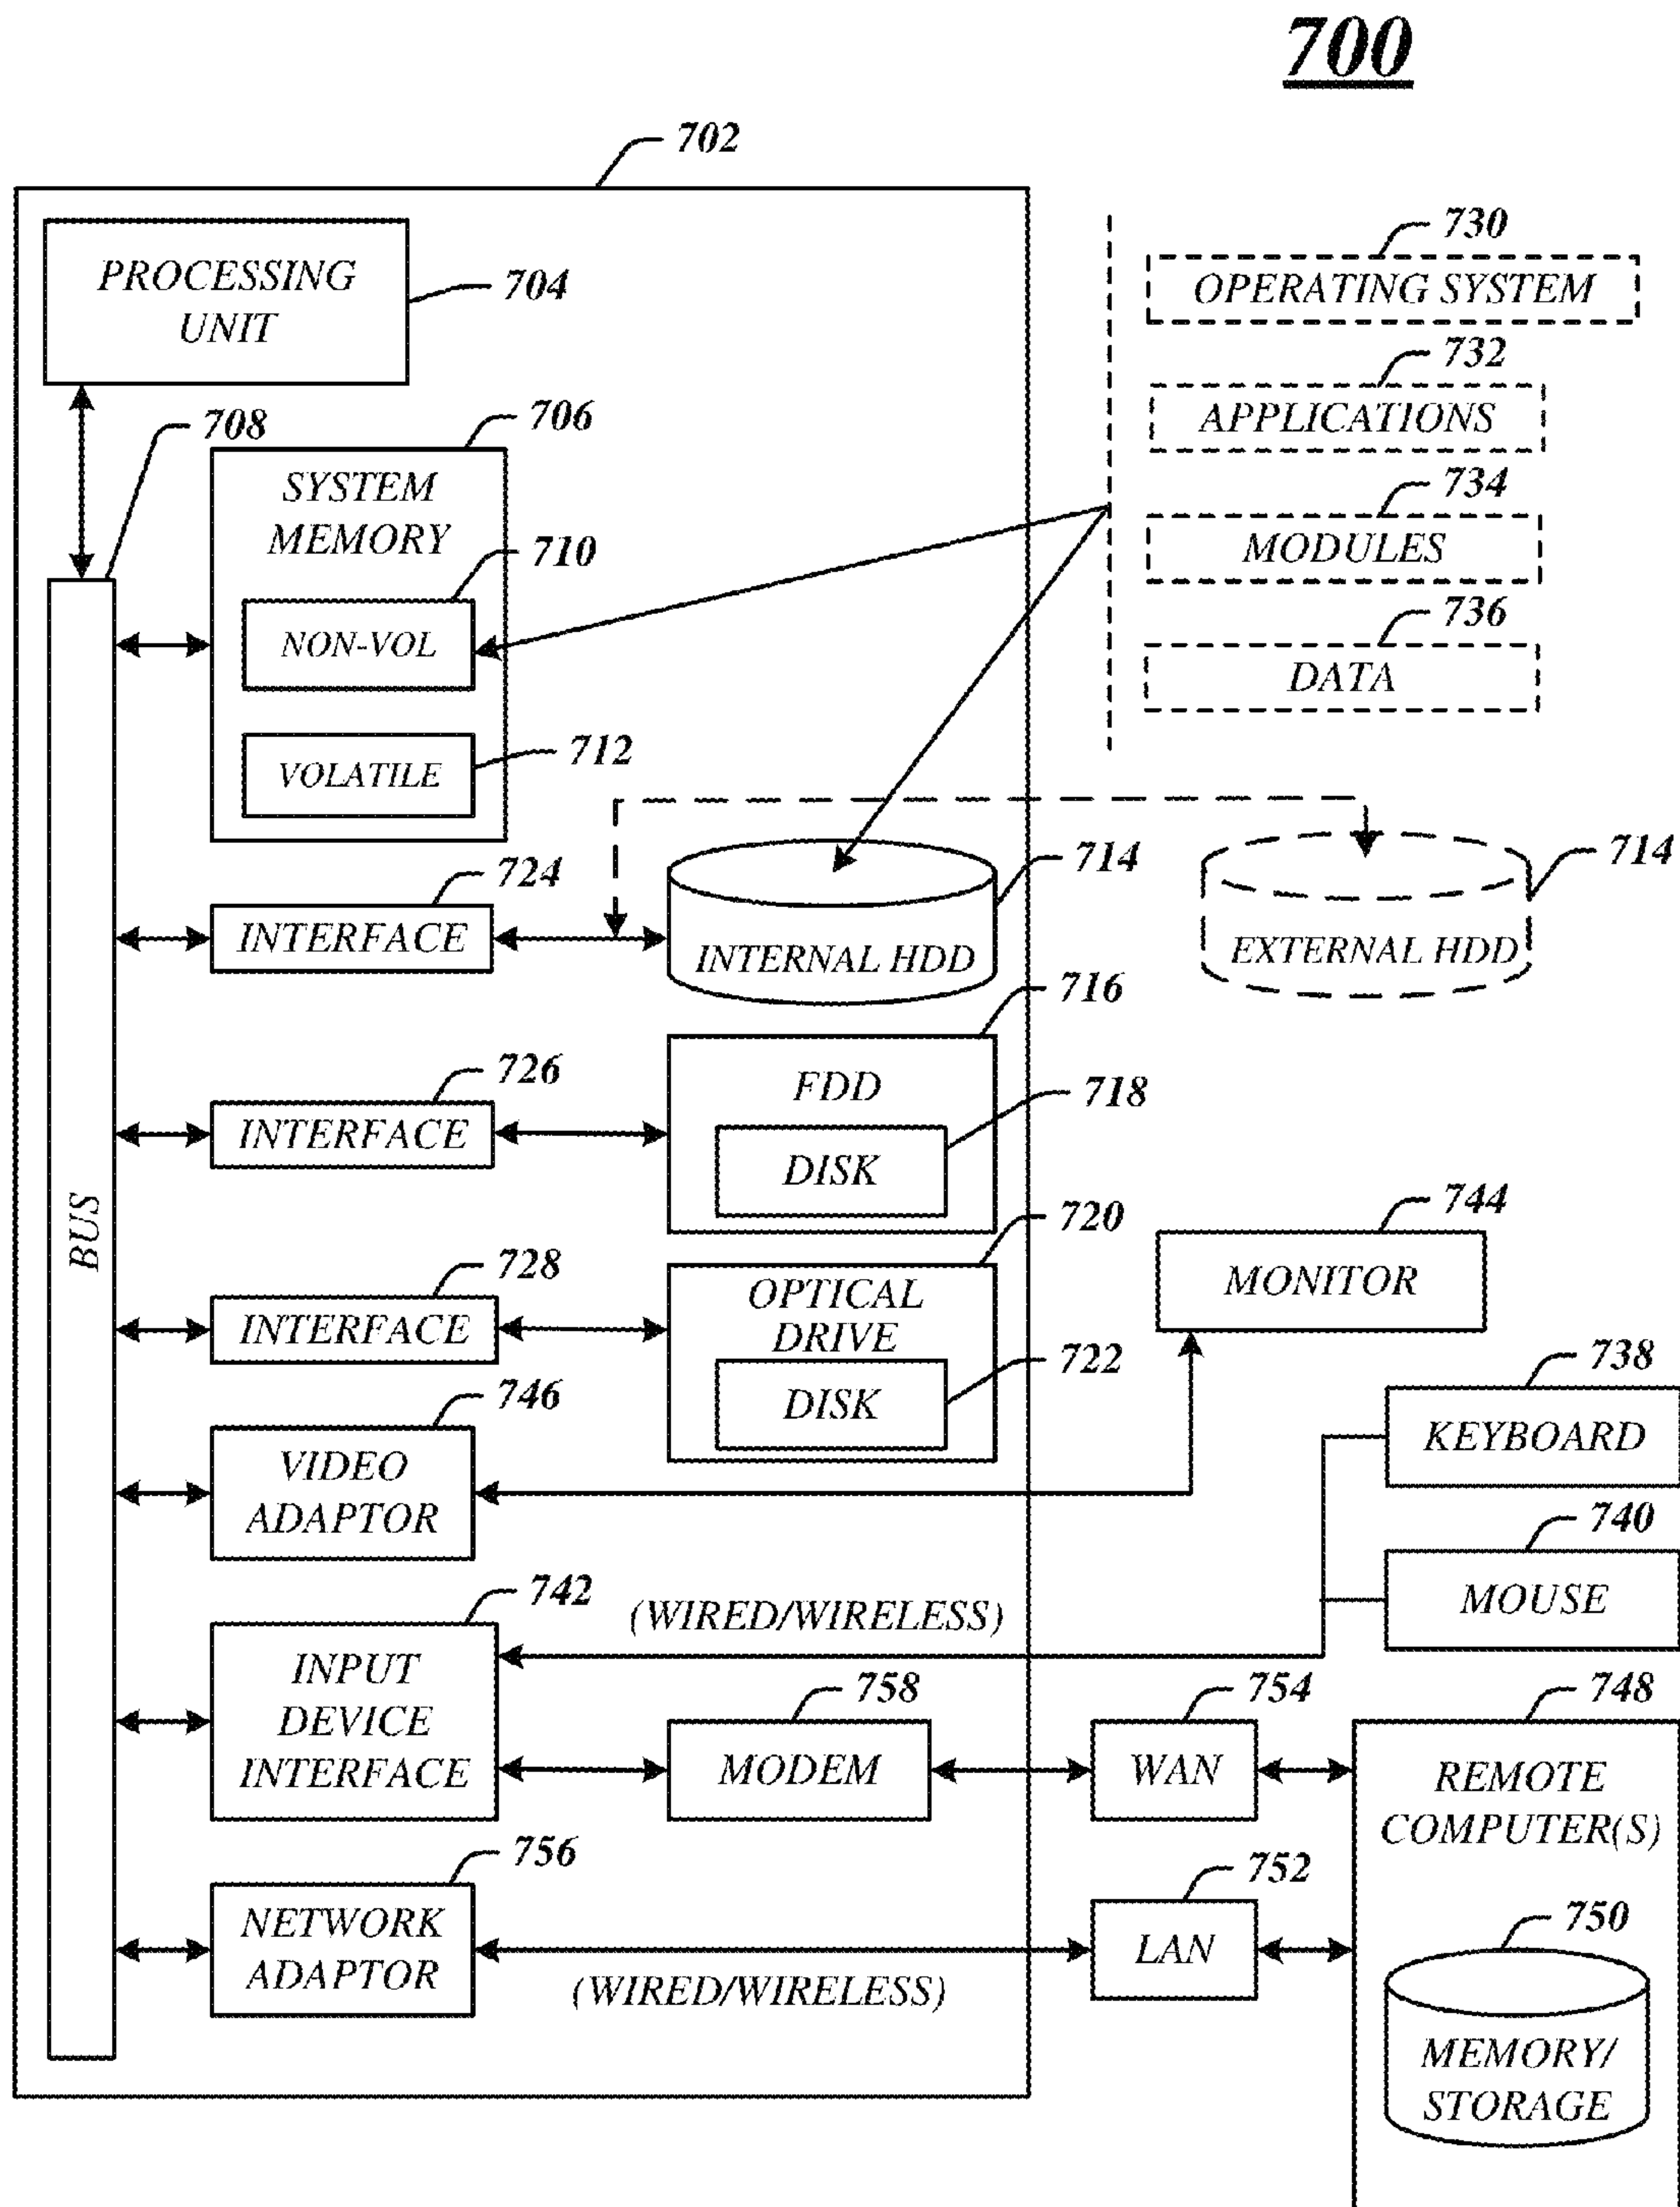 700
702
PROCESSING
UNIT
704
730
OPERATING SYSTEM
732
APPLICATIONS
734
MODULES
736
DATA
708
706
SYSTEM
MEMORY
710
NON-VOL
712
VOLATILE
724
INTERFACE
714
INTERNAL HDD
714
EXTERNAL HDD
726
INTERFACE
716
FDD
718
DISK
728
INTERFACE
720
OPTICAL
DRIVE
722
DISK
BUS
744
MONITOR
746
VIDEO
ADAPTOR
738
KEYBOARD
740
MOUSE
742
INPUT
DEVICE
INTERFACE
(WIRED/WIRELESS)
758
MODEM
754
WAN
748
REMOTE
COMPUTER(S)
756
NETWORK
ADAPTOR
(WIRED/WIRELESS)
752
LAN
750
MEMORY/
STORAGE